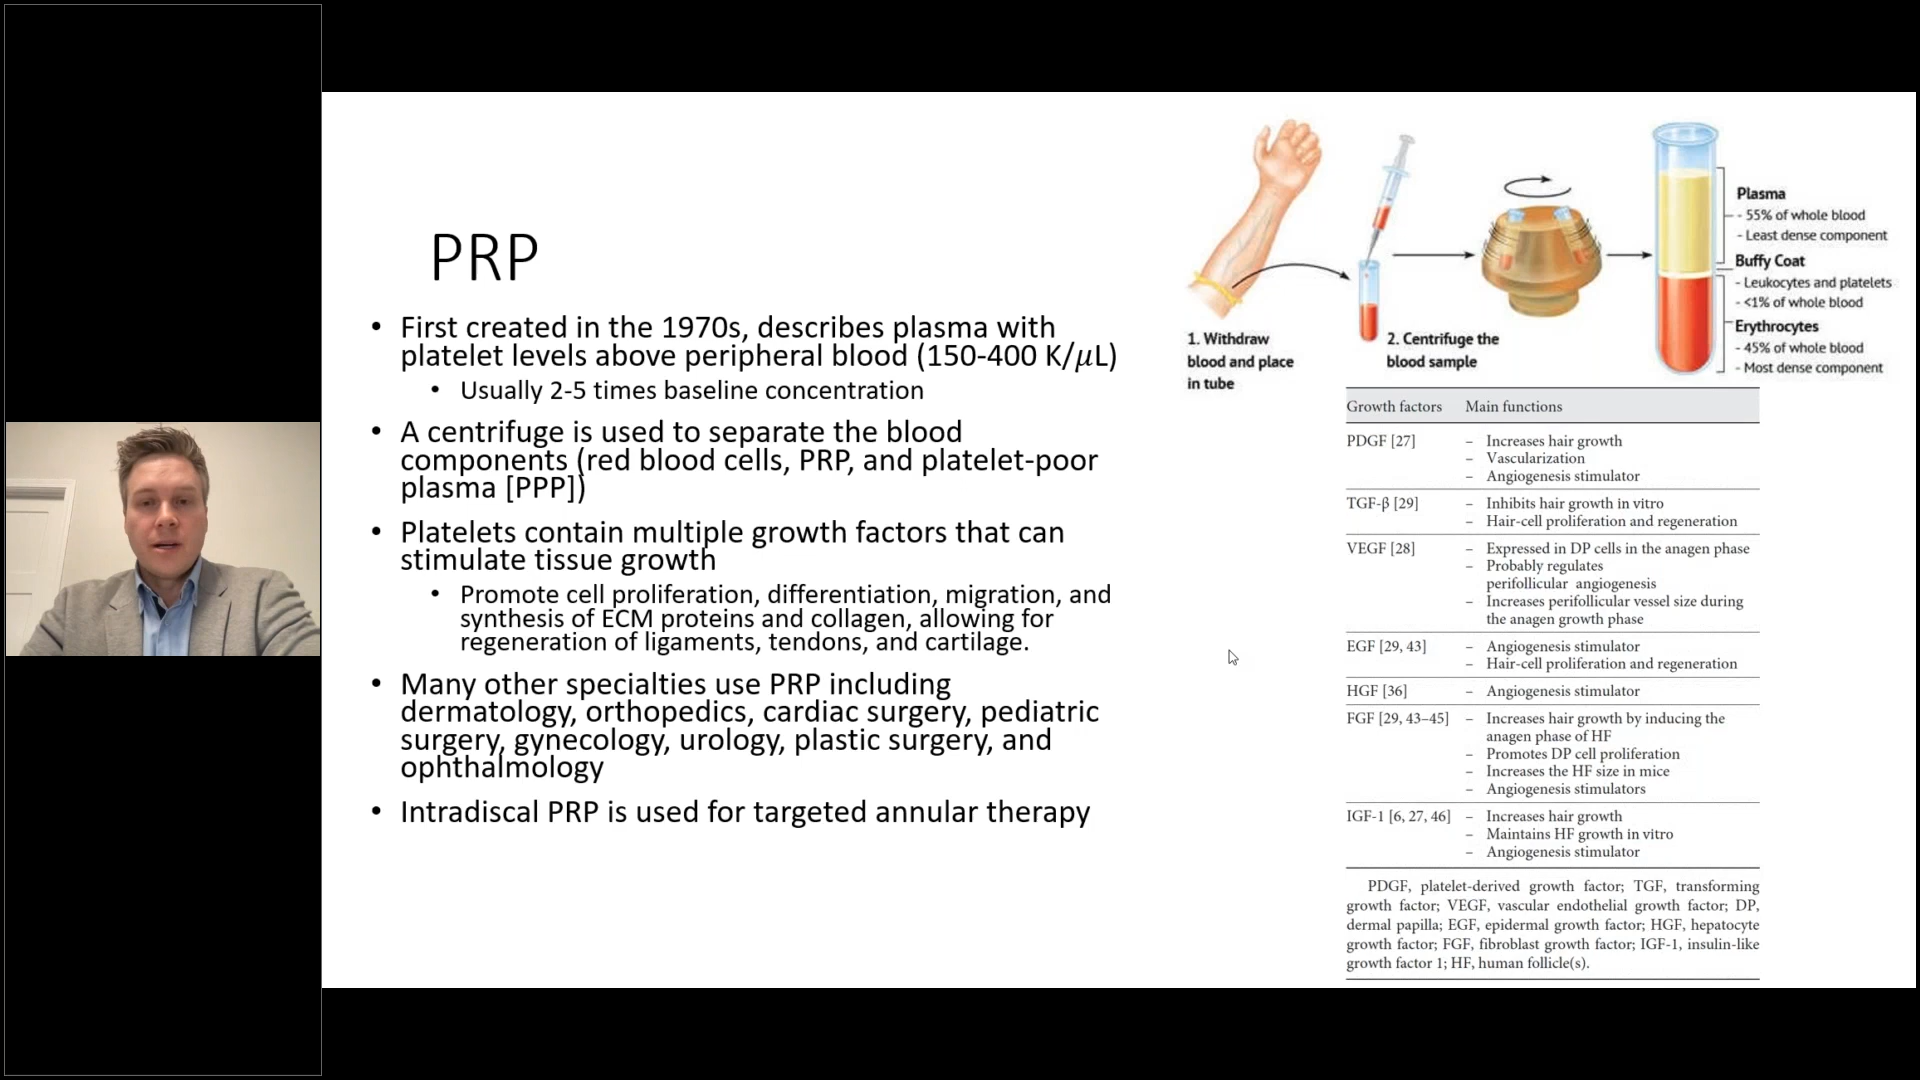 PRP
• First created in the 1970s, describes plasma with
platelet levels above peripheral blood (150-400 K/μL)
• Usually 2-5 times baseline concentration
• A centrifuge is used to separate the blood
components (red blood cells, PRP, and platelet-poor
plasma [PPP])
• Platelets contain multiple growth factors that can
stimulate tissue growth
• Promote cell proliferation, differentiation, migration, and
synthesis of ECM proteins and collagen, allowing for
regeneration of ligaments, tendons, and cartilage.
• Many other specialties use PRP including
dermatology, orthopedics, cardiac surgery, pediatric
surgery, gynecology, urology, plastic surgery, and
ophthalmology
• Intradiscal PRP is used for targeted annular therapy
1. Withdraw
blood and place
in tube
2. Centrifuge the
blood sample
Plasma
- 55% of whole blood
- Least dense component
Buffy Coat
- Leukocytes and platelets
- <1% of whole blood
Erythrocytes
- 45% of whole blood
- Most dense component
Growth factors Main functions
PDGF [27] – Increases hair growth
– Vascularization
– Angiogenesis stimulator
TGF-β [29] – Inhibits hair growth in vitro
– Hair-cell proliferation and regeneration
VEGF [28] – Expressed in DP cells in the anagen phase
– Probably regulates
perifollicular angiogenesis
– Increases perifollicular vessel size during
the anagen growth phase
EGF [29, 43] – Angiogenesis stimulator
– Hair-cell proliferation and regeneration
HGF [36] – Angiogenesis stimulator
FGF [29, 43–45] – Increases hair growth by inducing the
anagen phase of HF
– Promotes DP cell proliferation
– Increases the HF size in mice
– Angiogenesis stimulators
IGF-1 [6, 27, 46] – Increases hair growth
– Maintains HF growth in vitro
– Angiogenesis stimulator
PDGF, platelet-derived growth factor; TGF, transforming
growth factor; VEGF, vascular endothelial growth factor; DP,
dermal papilla; EGF, epidermal growth factor; HGF, hepatocyte
growth factor; FGF, fibroblast growth factor; IGF-1, insulin-like
growth factor 1; HF, human follicle(s).